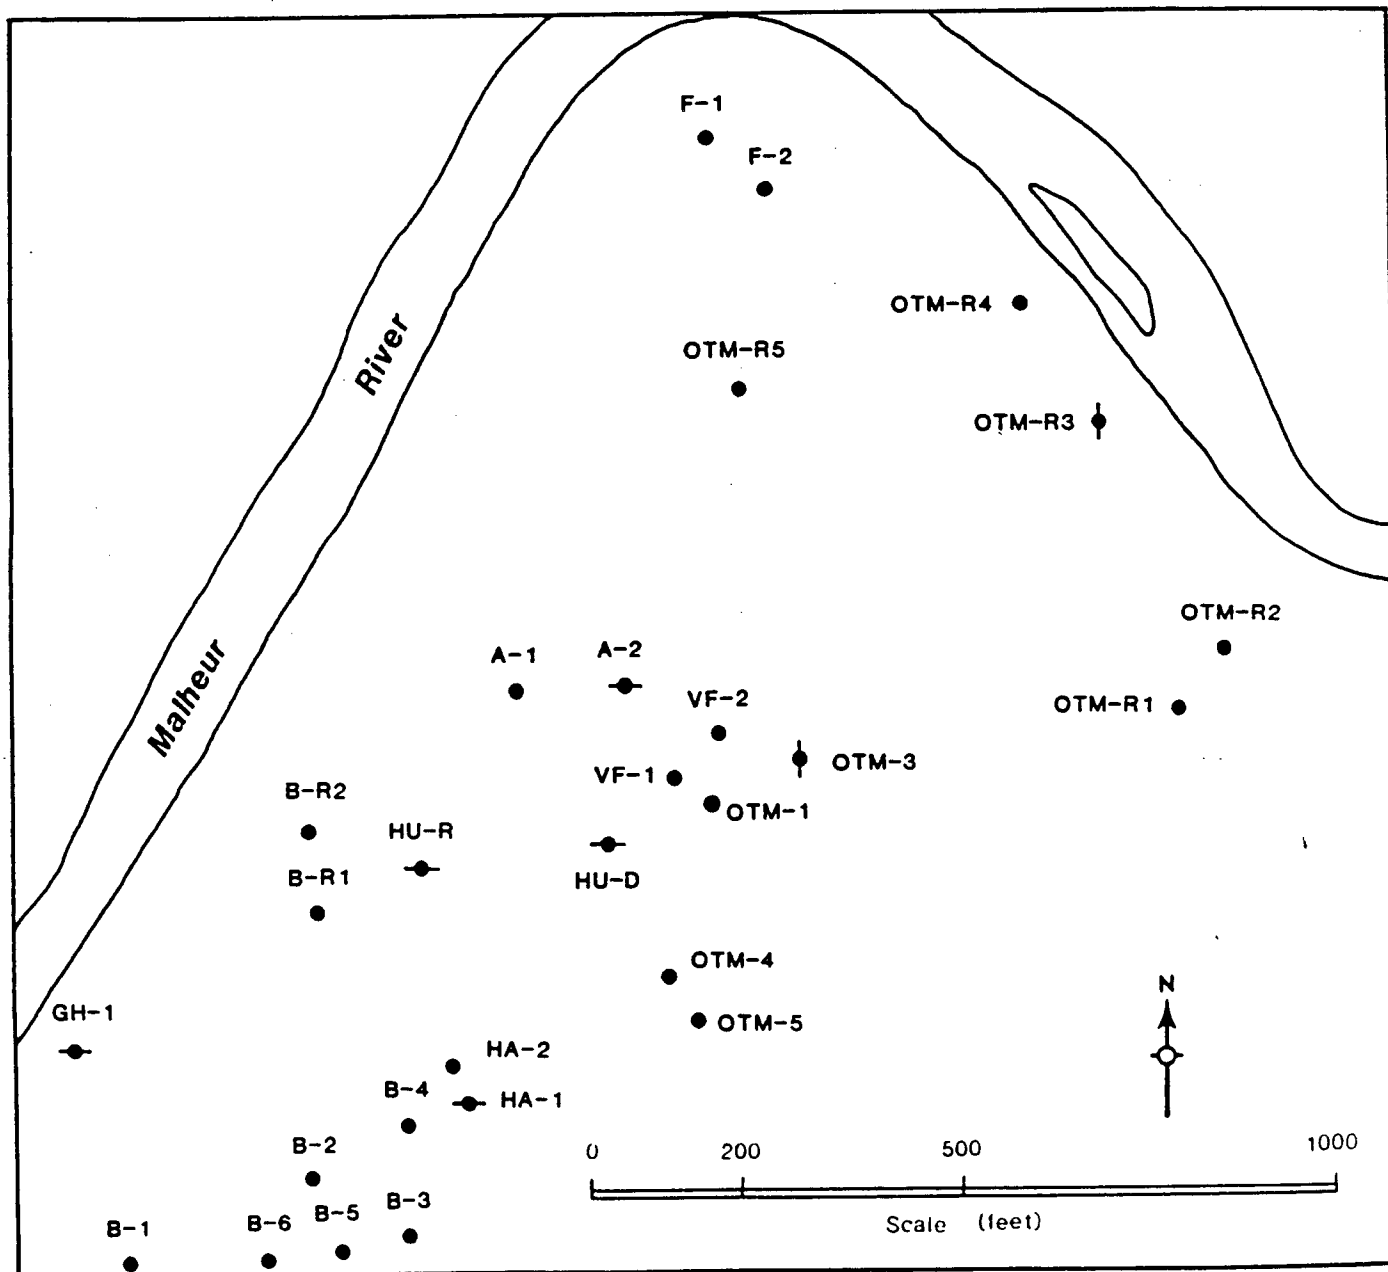 F-1
F-2
OTM-R4
River
OTM-R5
OTM-R3
OTM-R2
A-1
A-2
Malheur
VF-2
OTM-R1
OTM-3
VF-1
B-R2
OTM-1
HU-R
B-R1
HU-D
OTM-4
GH-1
N
OTM-5
HA-2
B-4
HA-1
B-2
0 200 500 1000
B-3
B-5
B-6
B-1
Scale (feet)